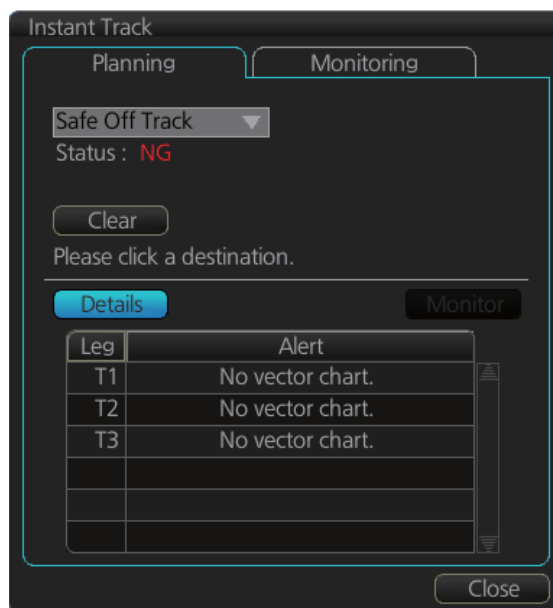 Instant Track
Planning Monitoring
Safe Off Track
Status : NG
Clear
Please click a destination.
Details Monitor
Leg Alert
T1 No vector chart.
T2 No vector chart.
T3 No vector chart.
Close